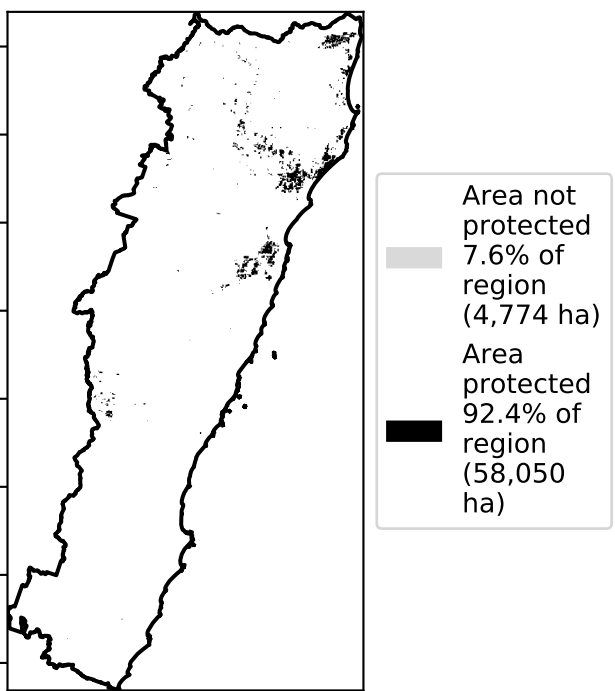 Area not
protected
7.6% of
region
(4,774 ha)
Area
protected
92.4% of
region
(58,050
ha)